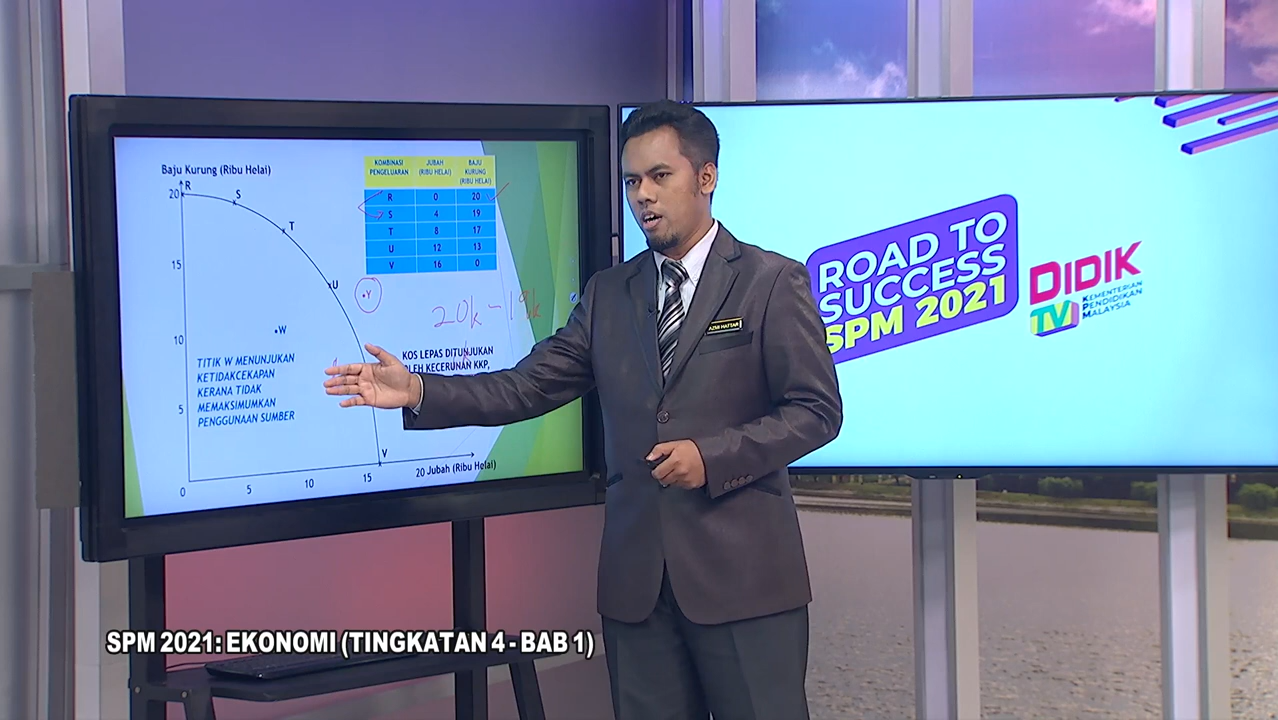 Baju Kurung (Ribu Helai)
R
20
S
T
15
U
Y
10
W
TITIK W MENUNJUKAN
KETIDAKCEKAPAN
KERANA TIDAK
MEMAKSIMUMKAN
PENGGUNAAN SUMBER
5
V
0
5
10
15
20 Jubah (Ribu Helai)
KOMBINASI PENGELUARAN JUBAH (RIBU HELAI) BAJU KURUNG (RIBU HELAI)
R 0 20
S 4 19
T 8 17
U 12 13
V 16 0
20k - 19k
KOS LEPAS DITUNJUKAN
OLEH KECERUNAN KKP,
AZMI HATTAR
ROAD TO
SUCCESS
SPM 2021
DIDIK
TV
KEMENTERIAN
PENDIDIKAN
MALAYSIA
SPM 2021: EKONOMI (TINGKATAN 4 - BAB 1)